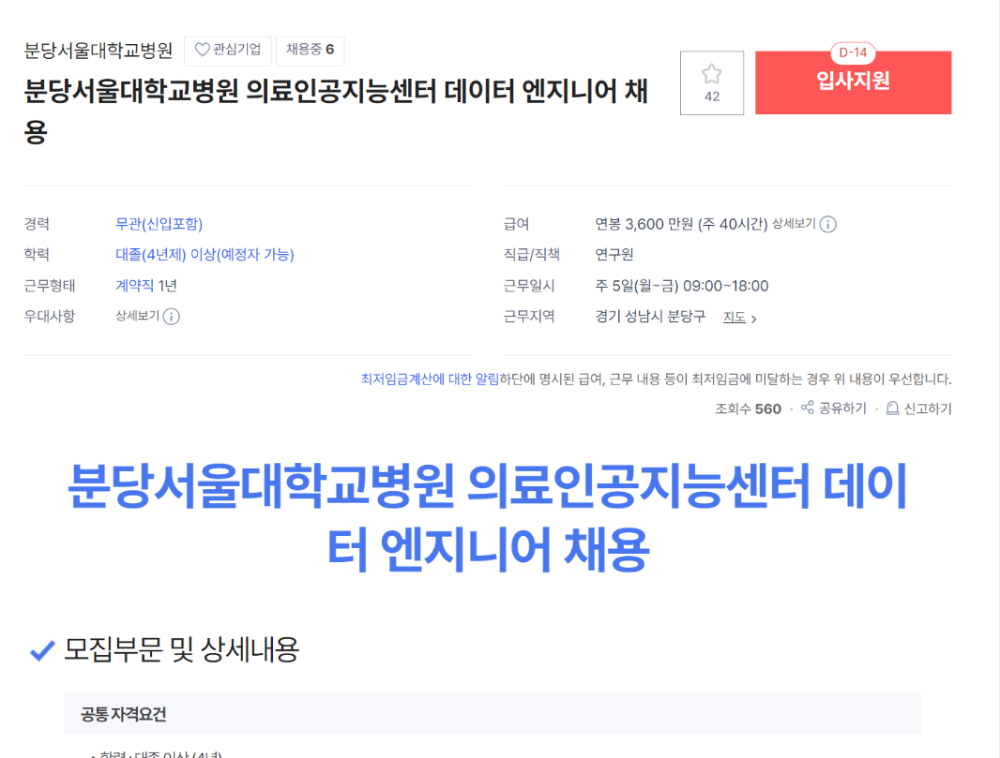 분당서울대학교병원 관심기업 채용중 6
분당서울대학교병원 의료인공지능센터 데이터 엔지니어 채
용
42
D-14
입사지원
경력 무관(신입포함)
학력 대졸(4년제) 이상(예정자 가능)
근무형태 계약직 1년
우대사항 상세보기
급여 연봉 3,600 만원 (주 40시간) 상세보기
직급/직책 연구원
근무일시 주 5일(월~금) 09:00~18:00
근무지역 경기 성남시 분당구 지도 >
최저임금계산에 대한 알림하단에 명시된 급여, 근무 내용 등이 최저임금에 미달하는 경우 위 내용이 우선합니다.
조회수 560 · 공유하기 · 신고하기
분당서울대학교병원 의료인공지능센터 데이
터 엔지니어 채용
모집부문 및 상세내용
공통 자격요건
• 학력 : 대졸 이상 (4년)